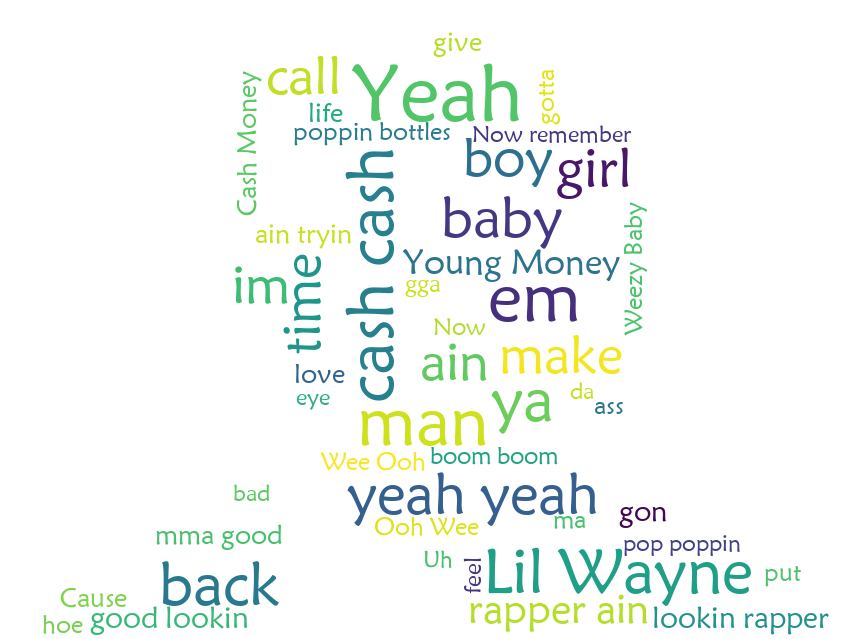 give
call
Yeah
gotta
Cash Money
life
poppin bottles
Now remember
boy
girl
cash cash
baby
ain tryin
Young Money
Weezy Baby
im
time
gga
em
Now
ain
make
love
eye
ya
da
ass
man
Wee Ooh
boom boom
bad
yeah yeah
gon
Ooh Wee
ma
mma good
pop poppin
Uh
feel
Lil Wayne
put
back
Cause
rapper ain
hoe
good lookin
lookin rapper